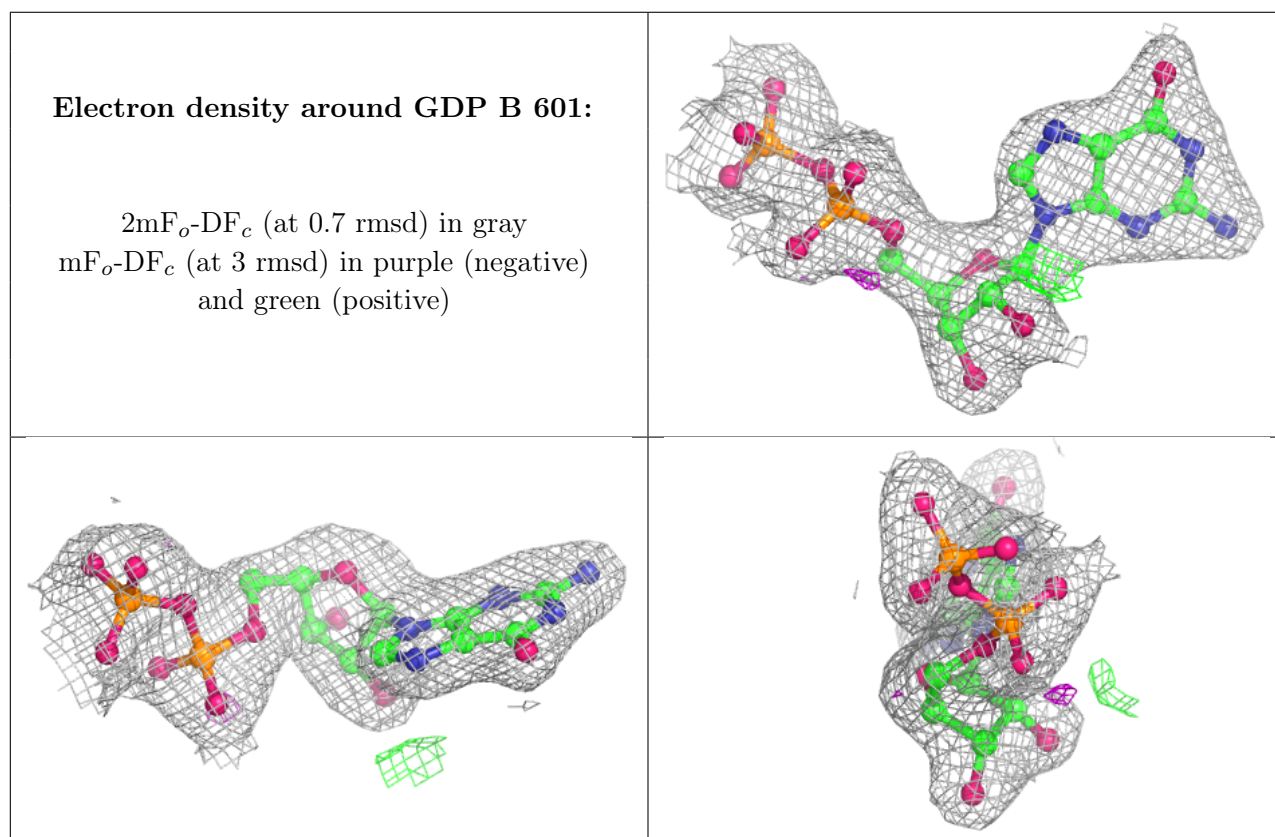 Electron density around GDP B 601:
2mFo-DFc (at 0.7 rmsd) in gray
mFo-DFc (at 3 rmsd) in purple (negative)
and green (positive)